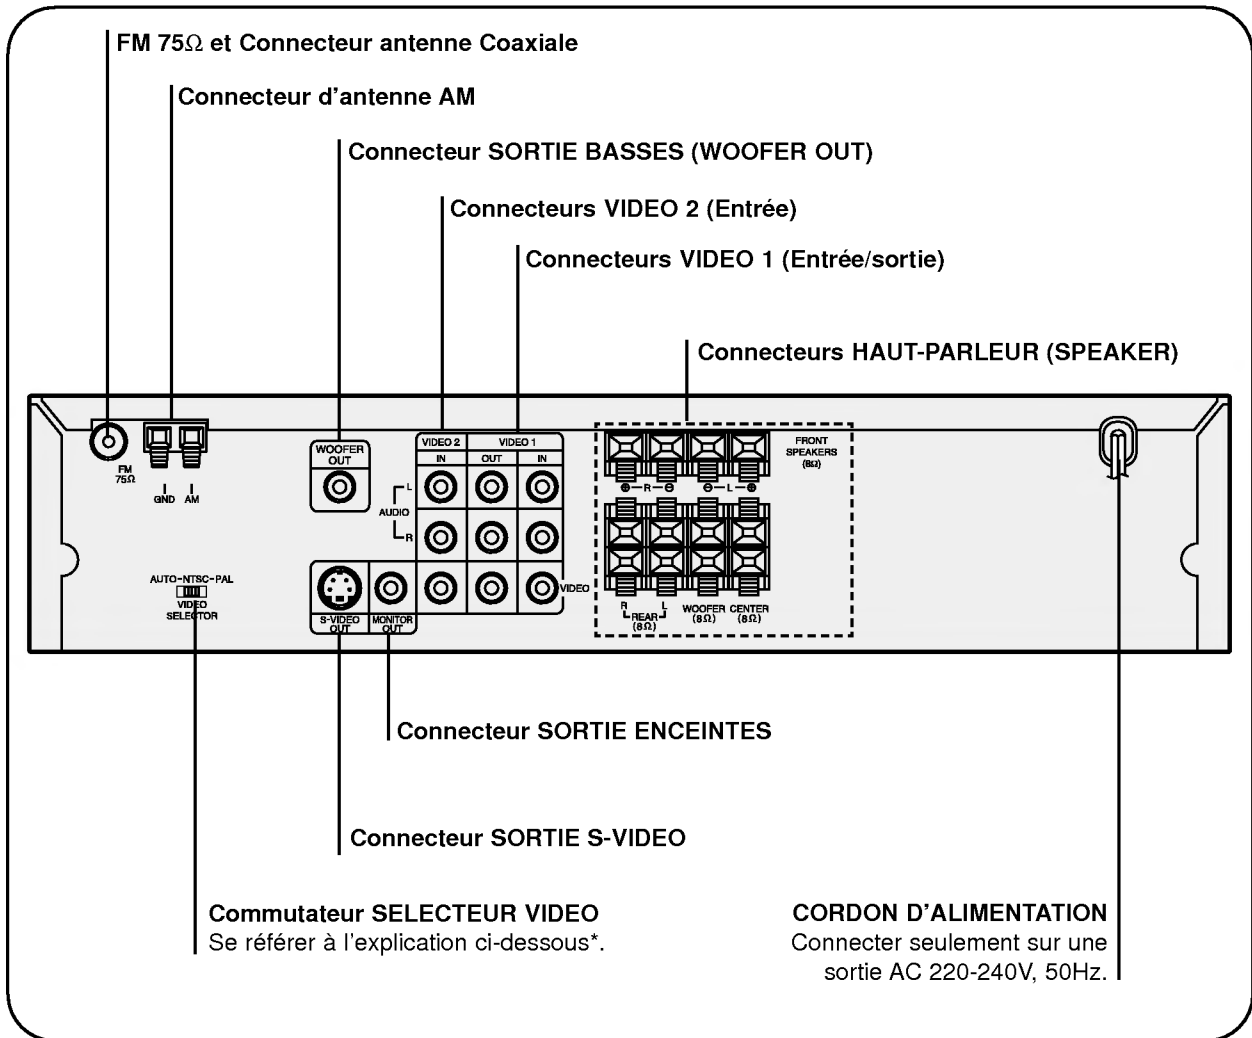 FM 75Ω et Connecteur antenne Coaxiale
Connecteur d'antenne AM
Connecteur SORTIE BASSES (WOOFER OUT)
Connecteurs VIDEO 2 (Entrée)
Connecteurs VIDEO 1 (Entrée/sortie)
Connecteurs HAUT-PARLEUR (SPEAKER)
FM
75Ω
GND AM
WOOFER
OUT
VIDEO 2 VIDEO 1
IN OUT IN
L
AUDIO
R
VIDEO
FRONT
SPEAKERS
(8Ω)
⊕-R-⊖ ⊖-L-⊕
AUTO-NTSC-PAL
VIDEO
SELECTOR
S-VIDEO
OUT
MONITOR
OUT
R L
REAR
(8Ω)
WOOFER
(8Ω)
CENTER
(8Ω)
Connecteur SORTIE ENCEINTES
Connecteur SORTIE S-VIDEO
Commutateur SELECTEUR VIDEO
Se référer à l'explication ci-dessous*.
CORDON D'ALIMENTATION
Connecter seulement sur une
sortie AC 220-240V, 50Hz.